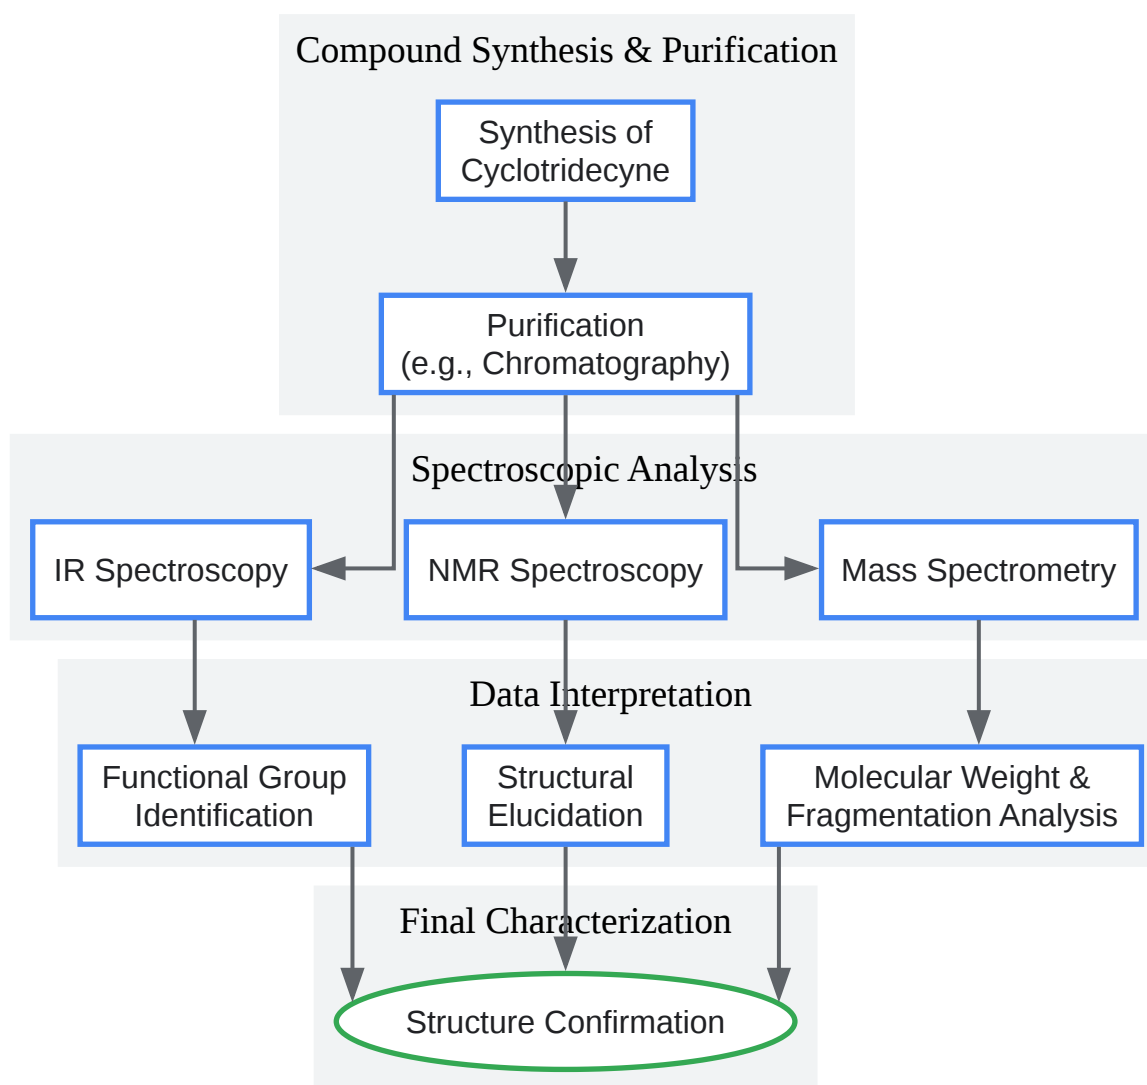 Compound Synthesis & Purification
Synthesis of
Cyclotridecyne
Purification
(e.g., Chromatography)
Spectroscopic Analysis
IR Spectroscopy
NMR Spectroscopy
Mass Spectrometry
Data Interpretation
Functional Group
Identification
Structural
Elucidation
Molecular Weight &
Fragmentation Analysis
Final Characterization
Structure Confirmation